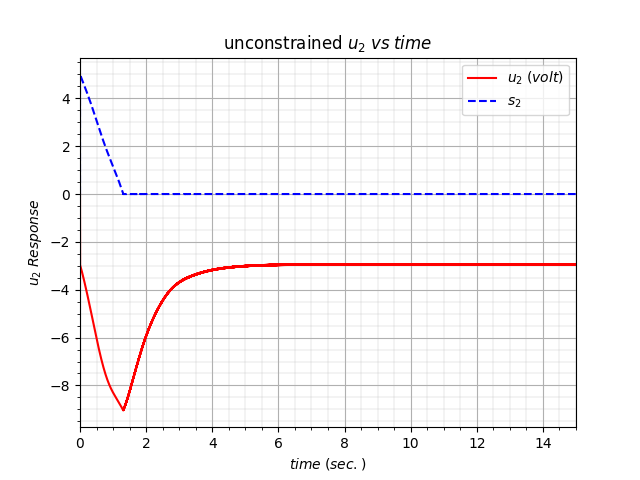 unconstrained u₂ vs time
u₂ (volt)
s₂
u₂ Response
4
2
0
−2
−4
−6
−8
0 2 4 6 8 10 12 14
time (sec. )